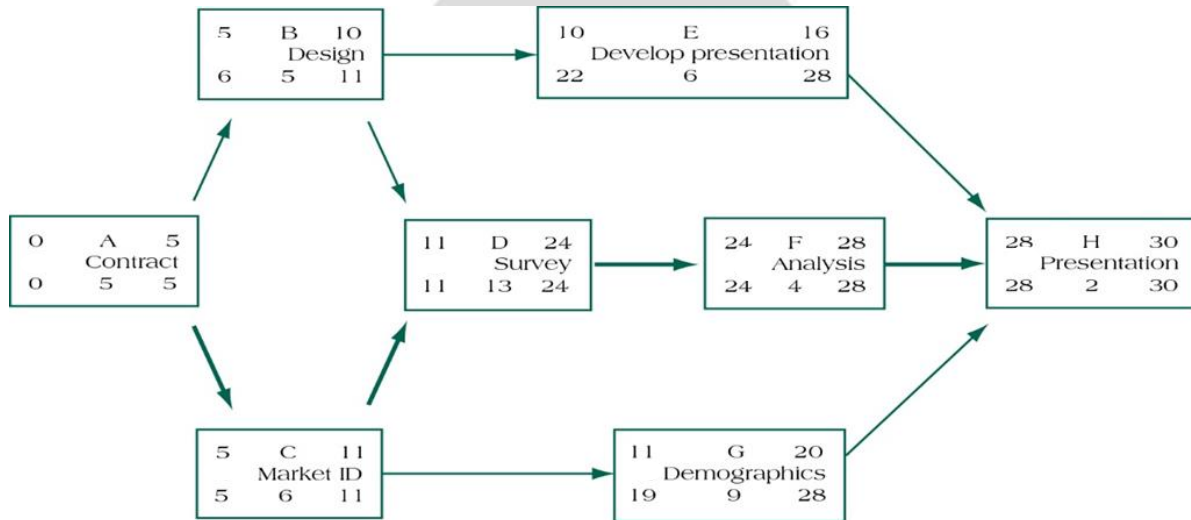 5 B 10
Design
6 5 11
10 E 16
Develop presentation
22 6 28
0 A 5
Contract
0 5 5
11 D 24
Survey
11 13 24
24 F 28
Analysis
24 4 28
28 H 30
Presentation
28 2 30
5 C 11
Market ID
5 6 11
11 G 20
Demographics
19 9 28